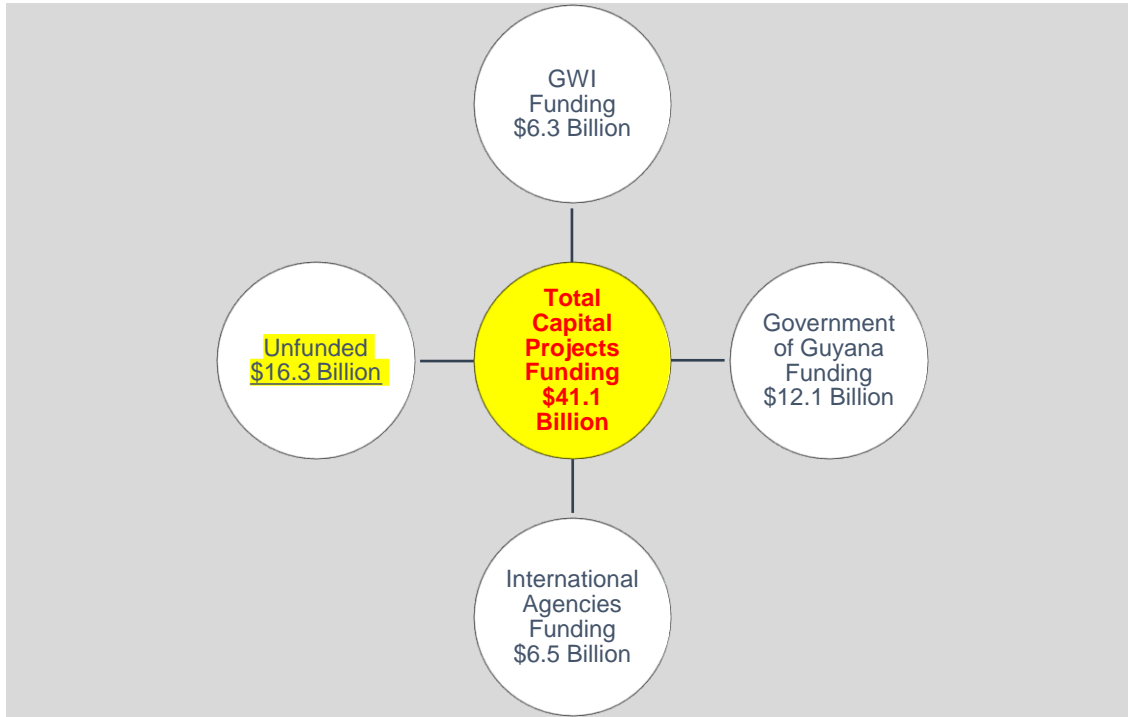 GWI
Funding
$6.3 Billion
Unfunded
$16.3 Billion
Total
Capital
Projects
Funding
$41.1
Billion
Government
of Guyana
Funding
$12.1 Billion
International
Agencies
Funding
$6.5 Billion